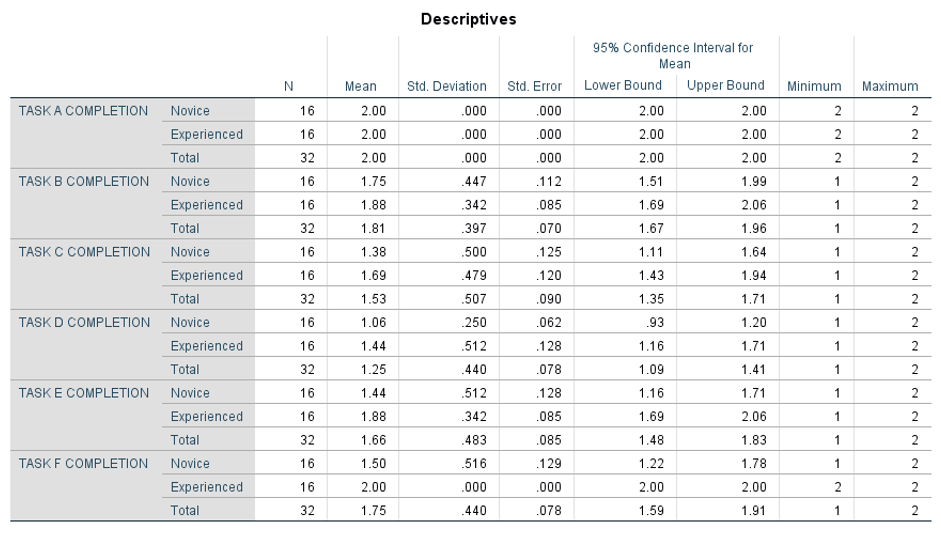 Descriptives
95% Confidence Interval for
Mean
N Mean Std. Deviation Std. Error Lower Bound Upper Bound Minimum Maximum
TASK A COMPLETION Novice 16 2.00 .000 .000 2.00 2.00 2 2
Experienced 16 2.00 .000 .000 2.00 2.00 2 2
Total 32 2.00 .000 .000 2.00 2.00 2 2
TASK B COMPLETION Novice 16 1.75 .447 .112 1.51 1.99 1 2
Experienced 16 1.88 .342 .085 1.69 2.06 1 2
Total 32 1.81 .397 .070 1.67 1.96 1 2
TASK C COMPLETION Novice 16 1.38 .500 .125 1.11 1.64 1 2
Experienced 16 1.69 .479 .120 1.43 1.94 1 2
Total 32 1.53 .507 .090 1.35 1.71 1 2
TASK D COMPLETION Novice 16 1.06 .250 .062 .93 1.20 1 2
Experienced 16 1.44 .512 .128 1.16 1.71 1 2
Total 32 1.25 .440 .078 1.09 1.41 1 2
TASK E COMPLETION Novice 16 1.44 .512 .128 1.16 1.71 1 2
Experienced 16 1.88 .342 .085 1.69 2.06 1 2
Total 32 1.66 .483 .085 1.48 1.83 1 2
TASK F COMPLETION Novice 16 1.50 .516 .129 1.22 1.78 1 2
Experienced 16 2.00 .000 .000 2.00 2.00 2 2
Total 32 1.75 .440 .078 1.59 1.91 1 2